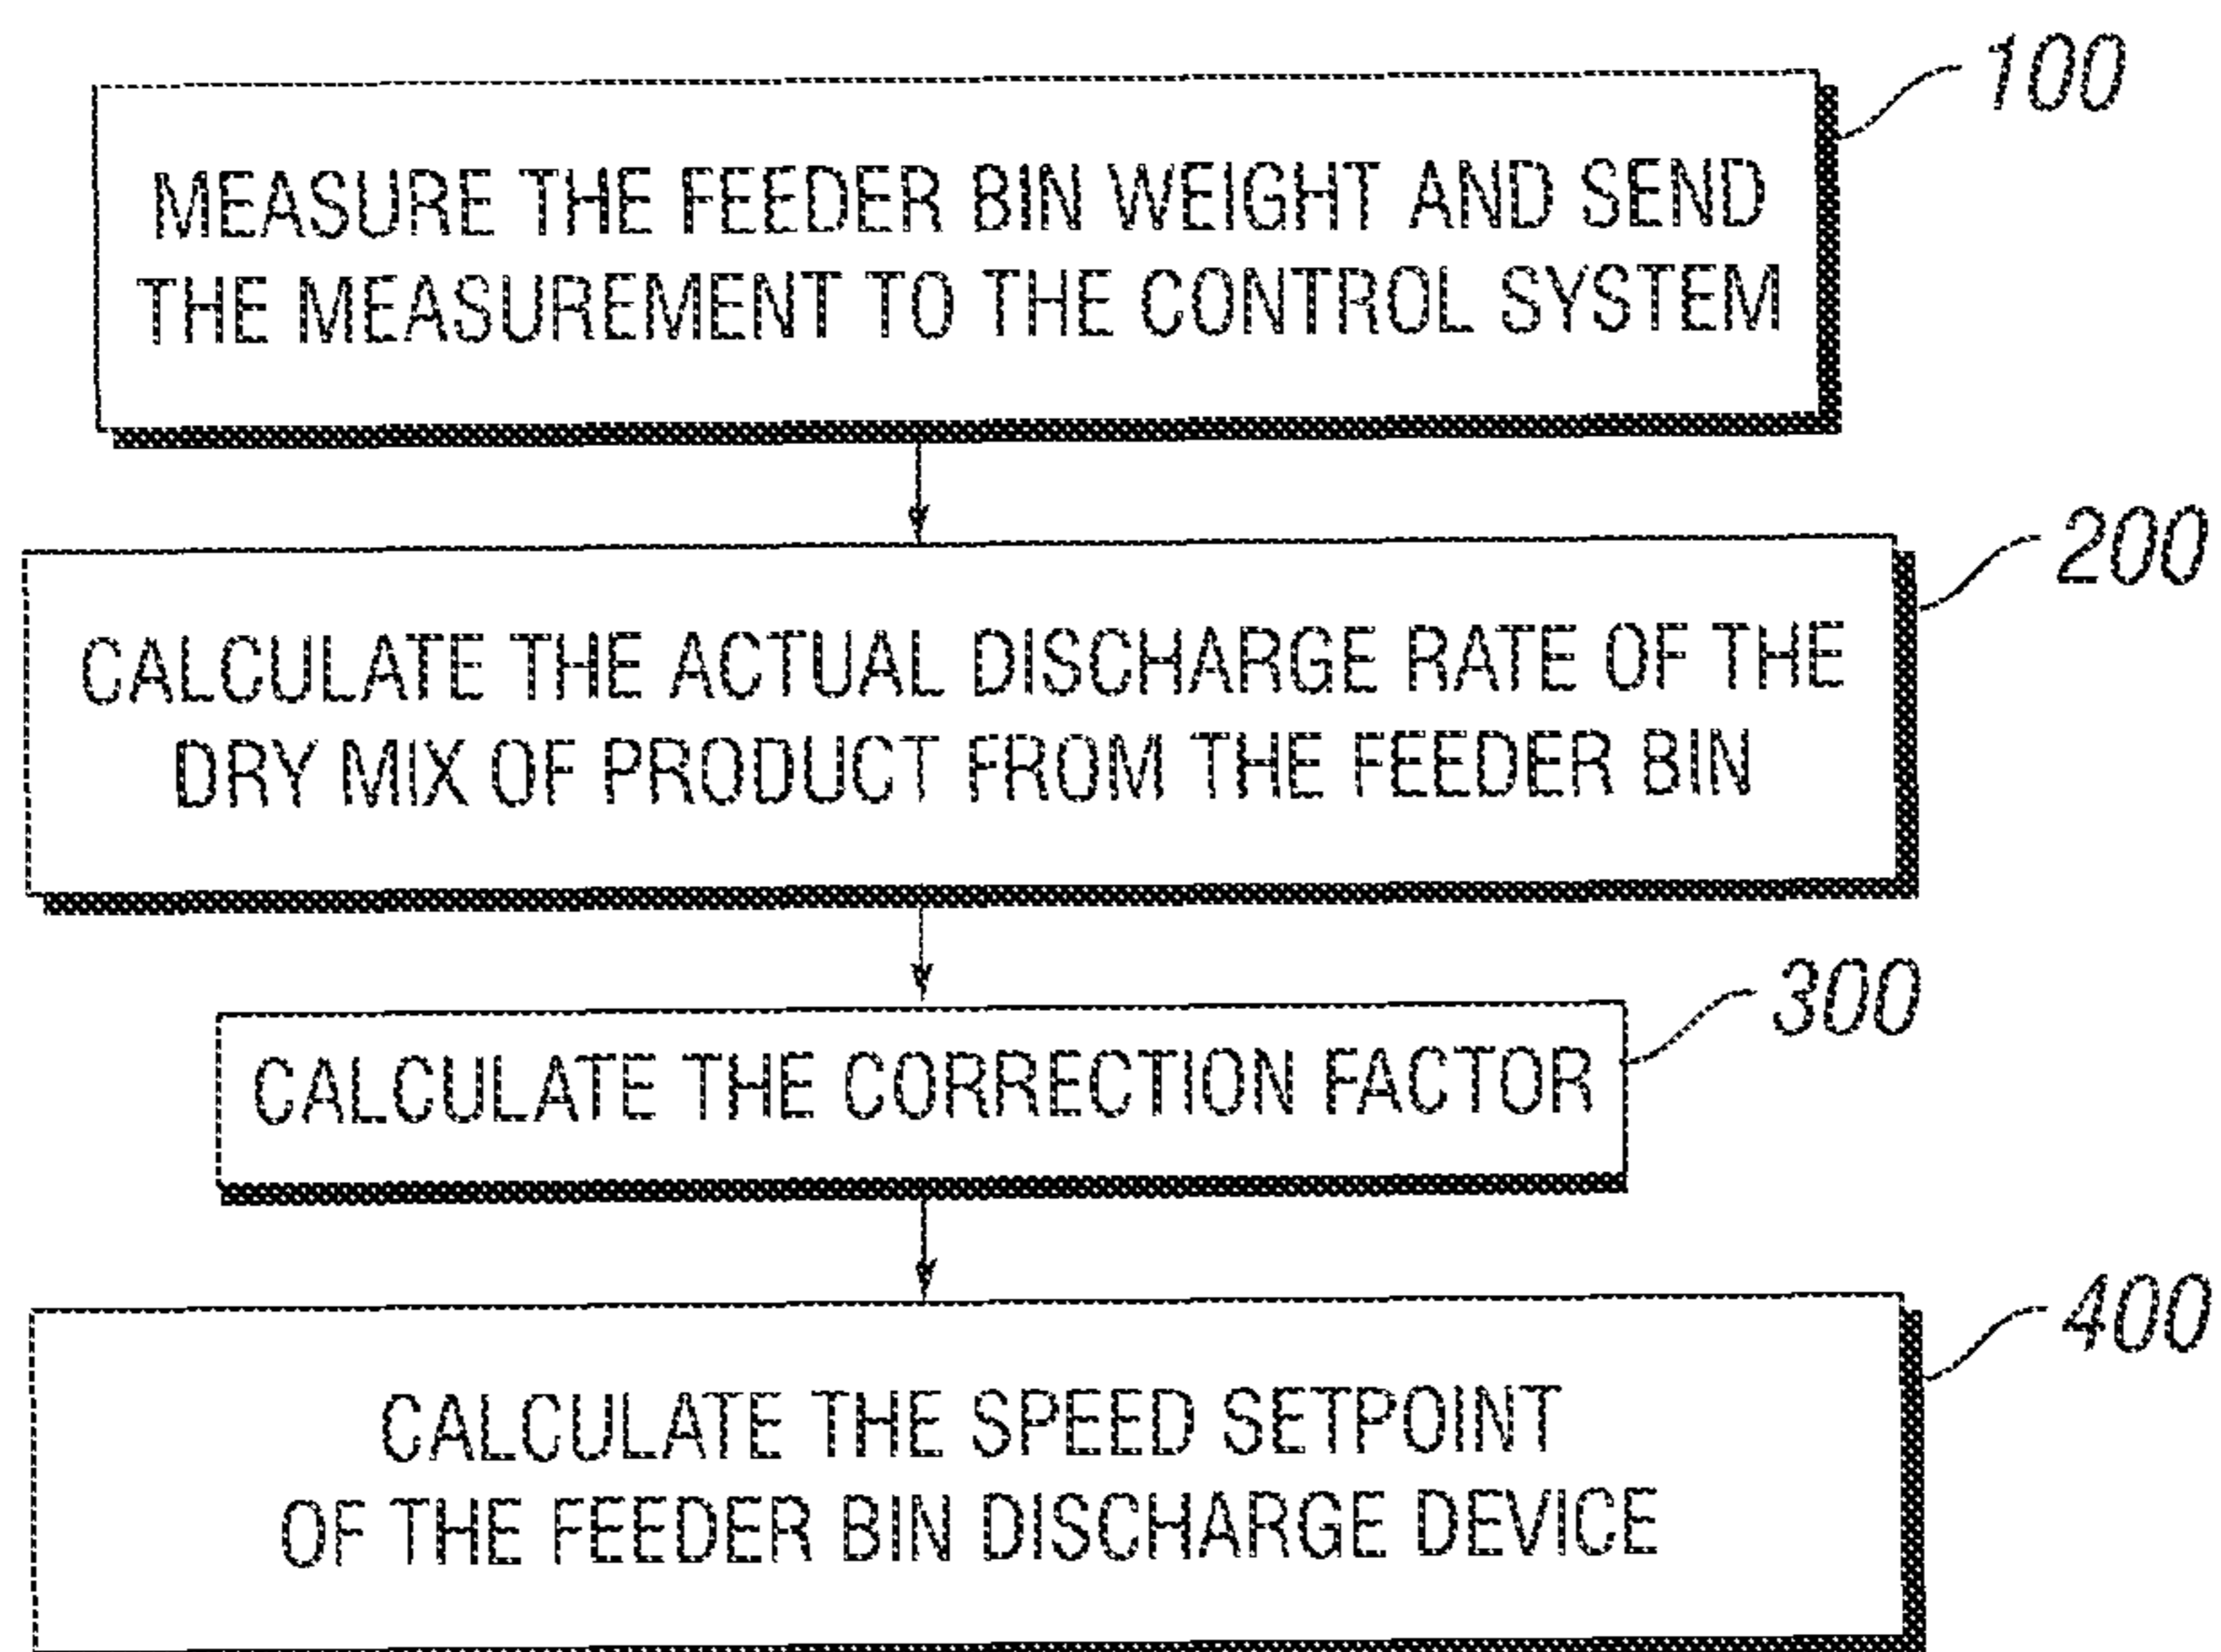 100
MEASURE THE FEEDER BIN WEIGHT AND SEND
THE MEASUREMENT TO THE CONTROL SYSTEM
200
CALCULATE THE ACTUAL DISCHARGE RATE OF THE
DRY MIX OF PRODUCT FROM THE FEEDER BIN
300
CALCULATE THE CORRECTION FACTOR
400
CALCULATE THE SPEED SETPOINT
OF THE FEEDER BIN DISCHARGE DEVICE